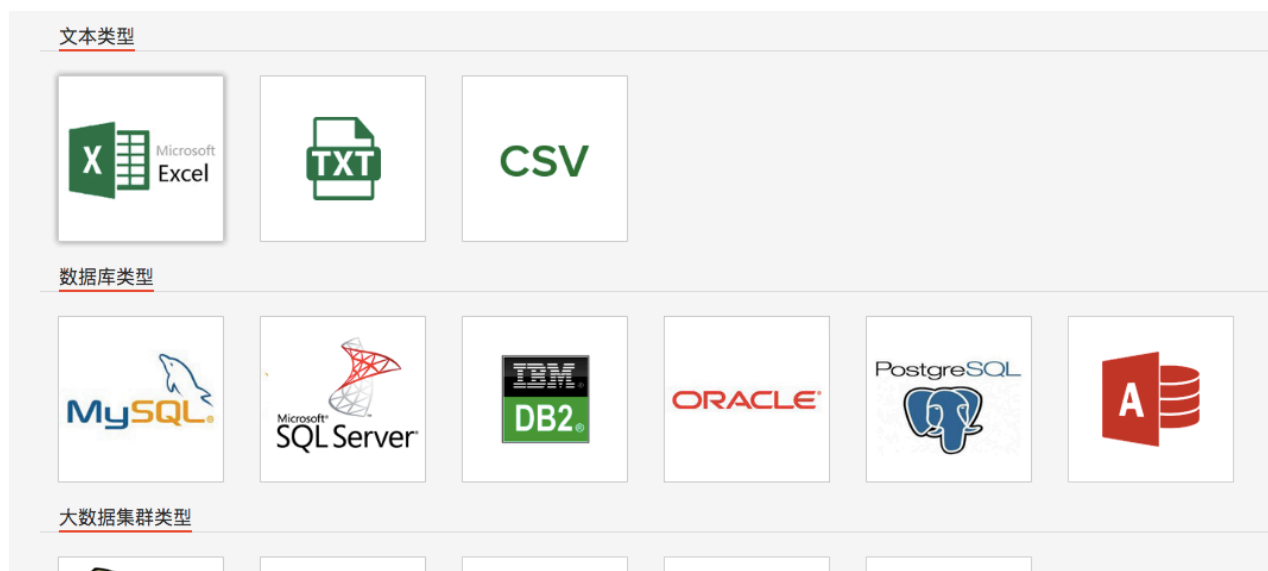 文本类型
X
Microsoft
Excel
TXT
CSV
数据库类型
MySQL®
Microsoft®
SQL Server®
IBM®
DB2®
ORACLE®
PostgreSQL
A
大数据集群类型